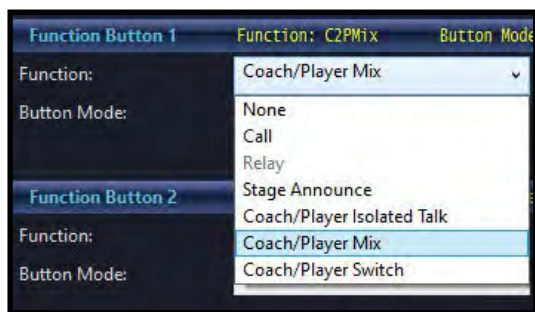 Function Button 1 Function: C2PMix Button Mode
Function: Coach/Player Mix
Button Mode: None
Call
Relay
Stage Announce
Function Button 2
Coach/Player Isolated Talk
Function: Coach/Player Mix
Button Mode: Coach/Player Switch